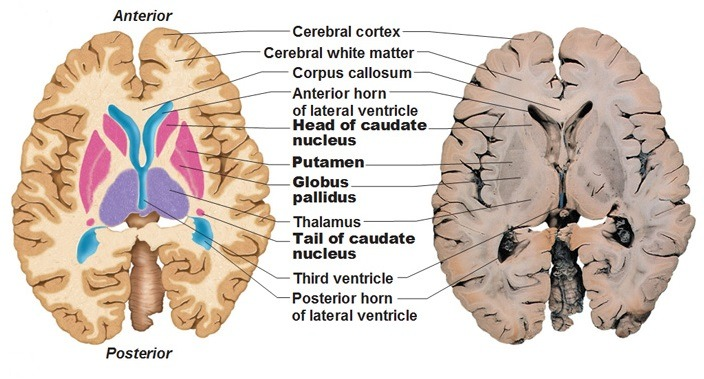 Anterior
Cerebral cortex
Cerebral white matter
Corpus callosum
Anterior horn
of lateral ventricle
Head of caudate
nucleus
Putamen
Globus
pallidus
Thalamus
Tail of caudate
nucleus
Third ventricle
Posterior horn
of lateral ventricle
Posterior